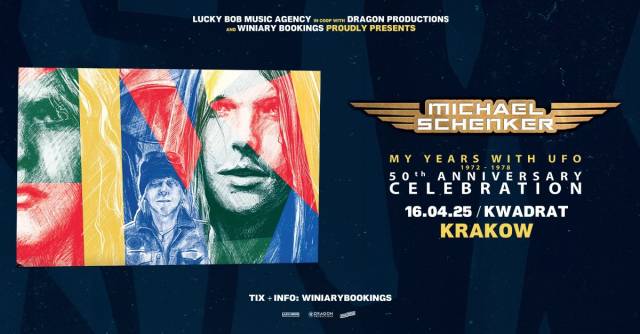 LUCKY BOB MUSIC AGENCY IN COOP WITH DRAGON PRODUCTIONS
AND WINIARY BOOKINGS PROUDLY PRESENTS
MICHAEL
SCHENKER
MY YEARS WITH UFO
1972 - 1978
50th ANNIVERSARY
CELEBRATION
16.04.25 / KWADRAT
KRAKOW
TIX + INFO: WINIARYBOOKINGS
DRAGON